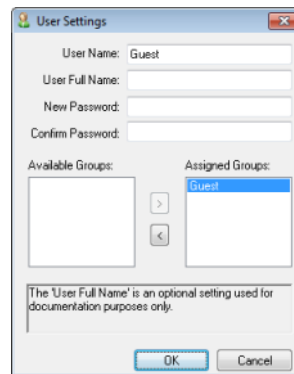 User Settings
User Name: Guest
User Full Name:
New Password:
Confirm Password:
Available Groups: Assigned Groups:
Guest
>
<
The 'User Full Name' is an optional setting used for
documentation purposes only.
OK Cancel